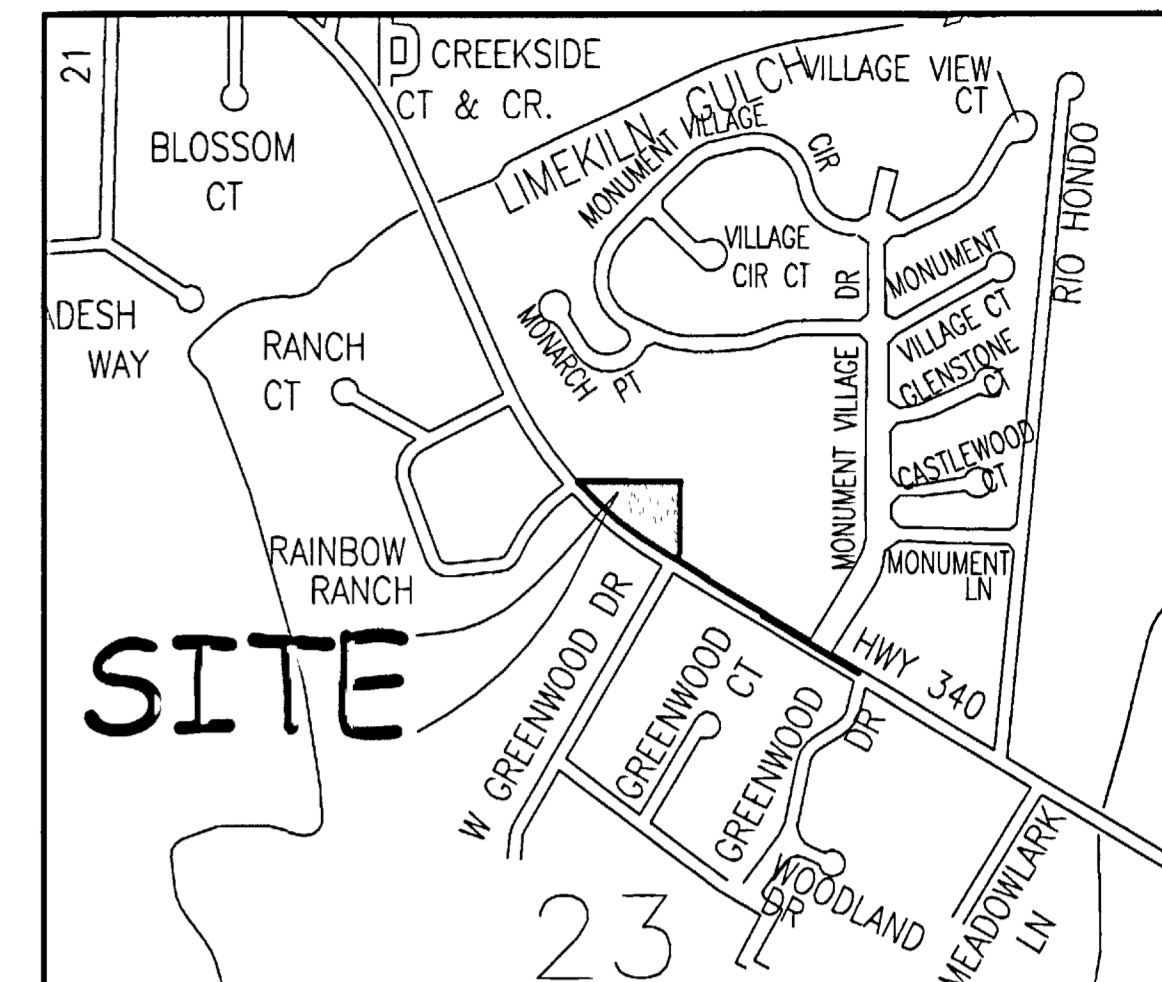 21
CREEKSIDE
CT & CR.
BLOSSOM
CT
LIMEKILN GULCH
VILLAGE VIEW
CT
MONUMENT VILLAGE CIR
RIO HONDO
VILLAGE
CIR CT
DR
MONUMENT
VILLAGE CT
ADESH
WAY
RANCH
CT
MONARCH
PT
GLENSTONE
CT
MONUMENT VILLAGE
CASTLEWOOD
CT
RAINBOW
RANCH
MONUMENT
LN
SITE
W GREENWOOD DR
GREENWOOD
CT
GREENWOOD
DR
HWY 340
WOODLAND
DR
MEADOWLARK
LN
23